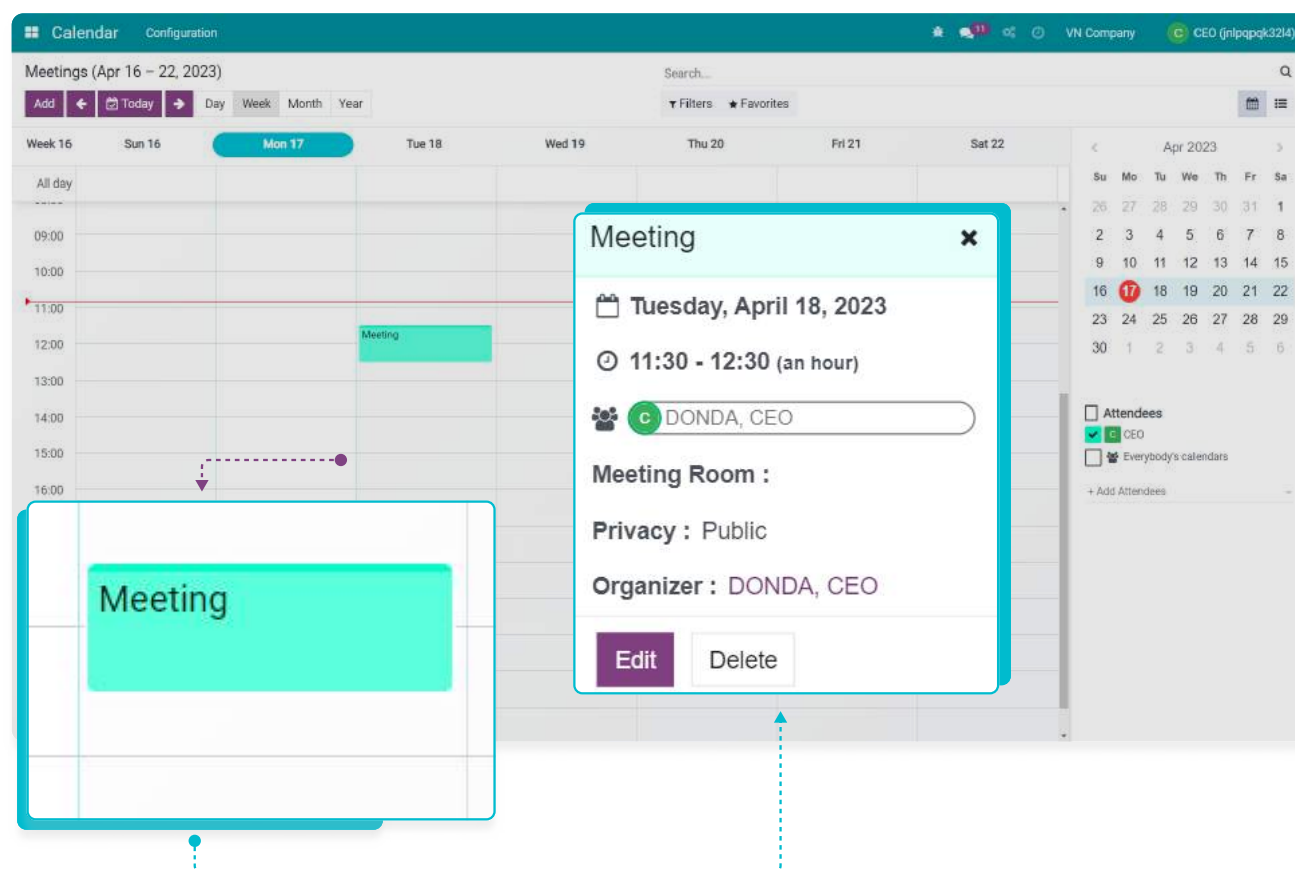 Calendar Configuration 11 VN Company C CEO (jnlpqpqk32l4)
Meetings (Apr 16 – 22, 2023) Search...
Add Today Day Week Month Year Filters Favorites
Week 16 Sun 16 Mon 17 Tue 18 Wed 19 Thu 20 Fri 21 Sat 22
All day
09:00
10:00
11:00
12:00
13:00
14:00
15:00
16:00
Meeting
Meeting
Meeting
Tuesday, April 18, 2023
11:30 - 12:30 (an hour)
C DONDA, CEO
Meeting Room :
Privacy : Public
Organizer : DONDA, CEO
Edit Delete
Apr 2023
Su Mo Tu We Th Fr Sa
26 27 28 29 30 31 1
2 3 4 5 6 7 8
9 10 11 12 13 14 15
16 17 18 19 20 21 22
23 24 25 26 27 28 29
30 1 2 3 4 5 6
Attendees
C CEO
Everybody's calendars
+ Add Attendees